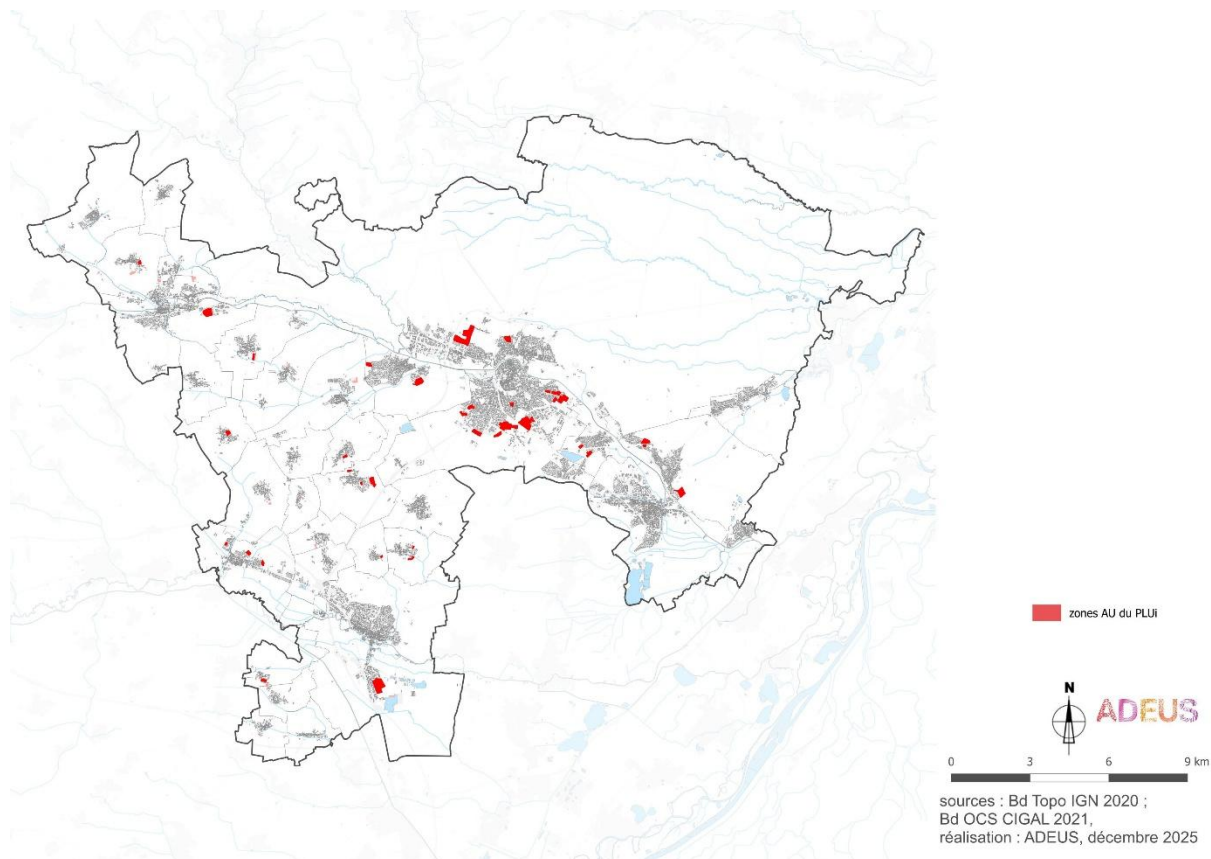 zones AU du PLUi
N
ADEUS
0 3 6 9 km
sources : Bd Topo IGN 2020 ;
Bd OCS CIGAL 2021,
réalisation : ADEUS, décembre 2025